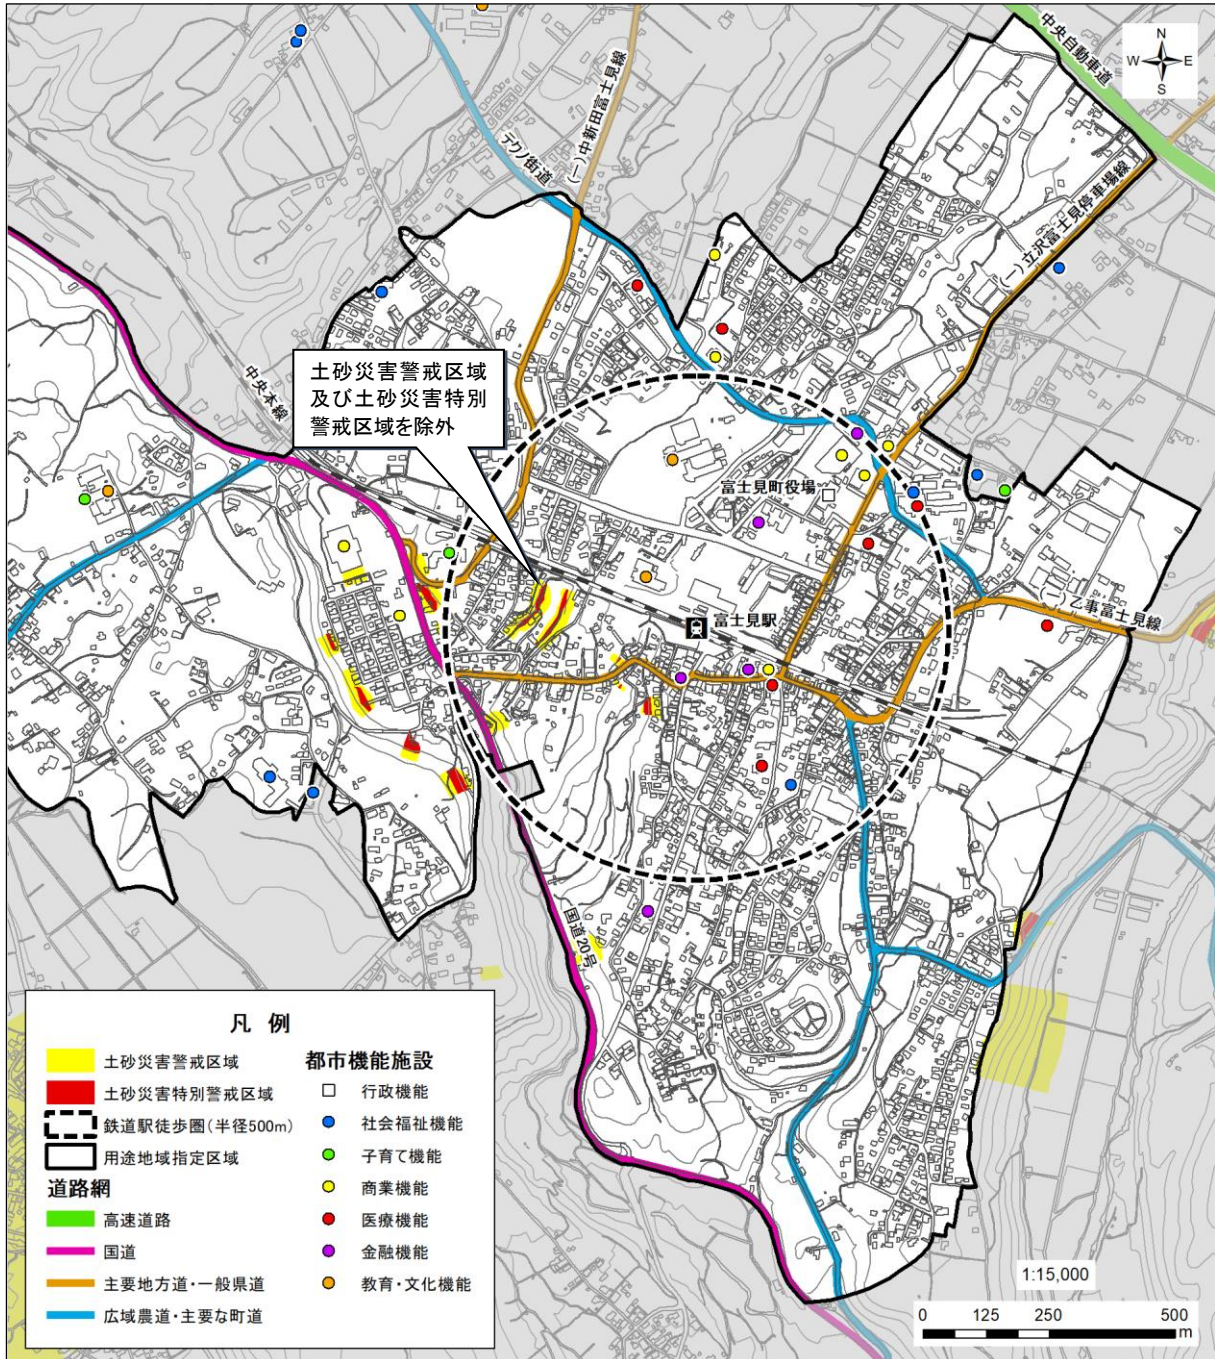 中央自動車道
N
W E
S
(一)中新田富士見線
テクノ街道
(一)立沢富士見停車場線
土砂災害警戒区域
及び土砂災害特別
警戒区域を除外
中央本線
富士見町役場
富士見駅
(一)乙事富士見線
国道20号
凡 例
土砂災害警戒区域
土砂災害特別警戒区域
鉄道駅徒歩圏(半径500m)
用途地域指定区域
道路網
高速道路
国道
主要地方道・一般県道
広域農道・主要な町道
都市機能施設
行政機能
社会福祉機能
子育て機能
商業機能
医療機能
金融機能
教育・文化機能
1:15,000
0 125 250 500
m